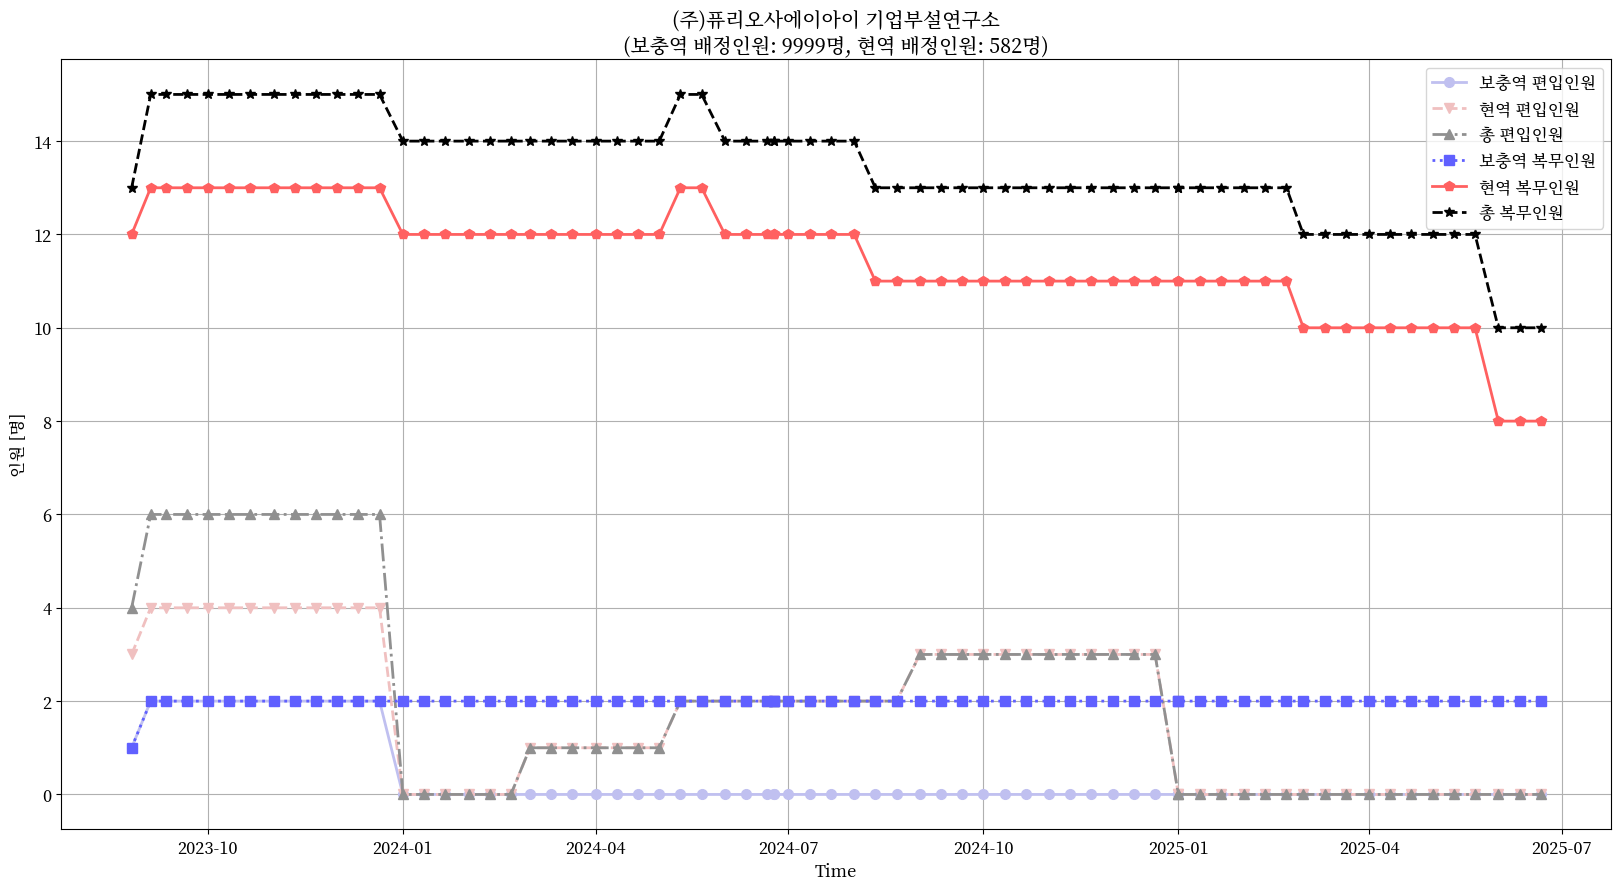 (주)퓨리오사에이아이 기업부설연구소
(보충역 배정인원: 9999명, 현역 배정인원: 582명)
보충역 편입인원
현역 편입인원
총 편입인원
보충역 복무인원
현역 복무인원
총 복무인원
인원 [명]
14
12
10
8
6
4
2
0
2023-10
2024-01
2024-04
2024-07
2024-10
2025-01
2025-04
2025-07
Time